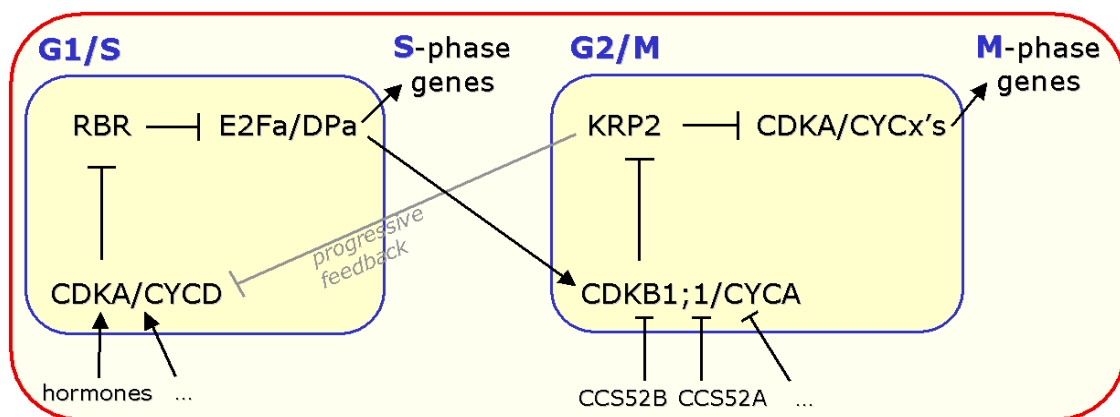 G1/S
S-phase
genes
G2/M
M-phase
genes
RBR
E2Fa/DPa
KRP2
CDKA/CYCx's
progressive
feedback
CDKA/CYCD
CDKB1;1/CYCA
hormones
...
CCS52B
CCS52A
...